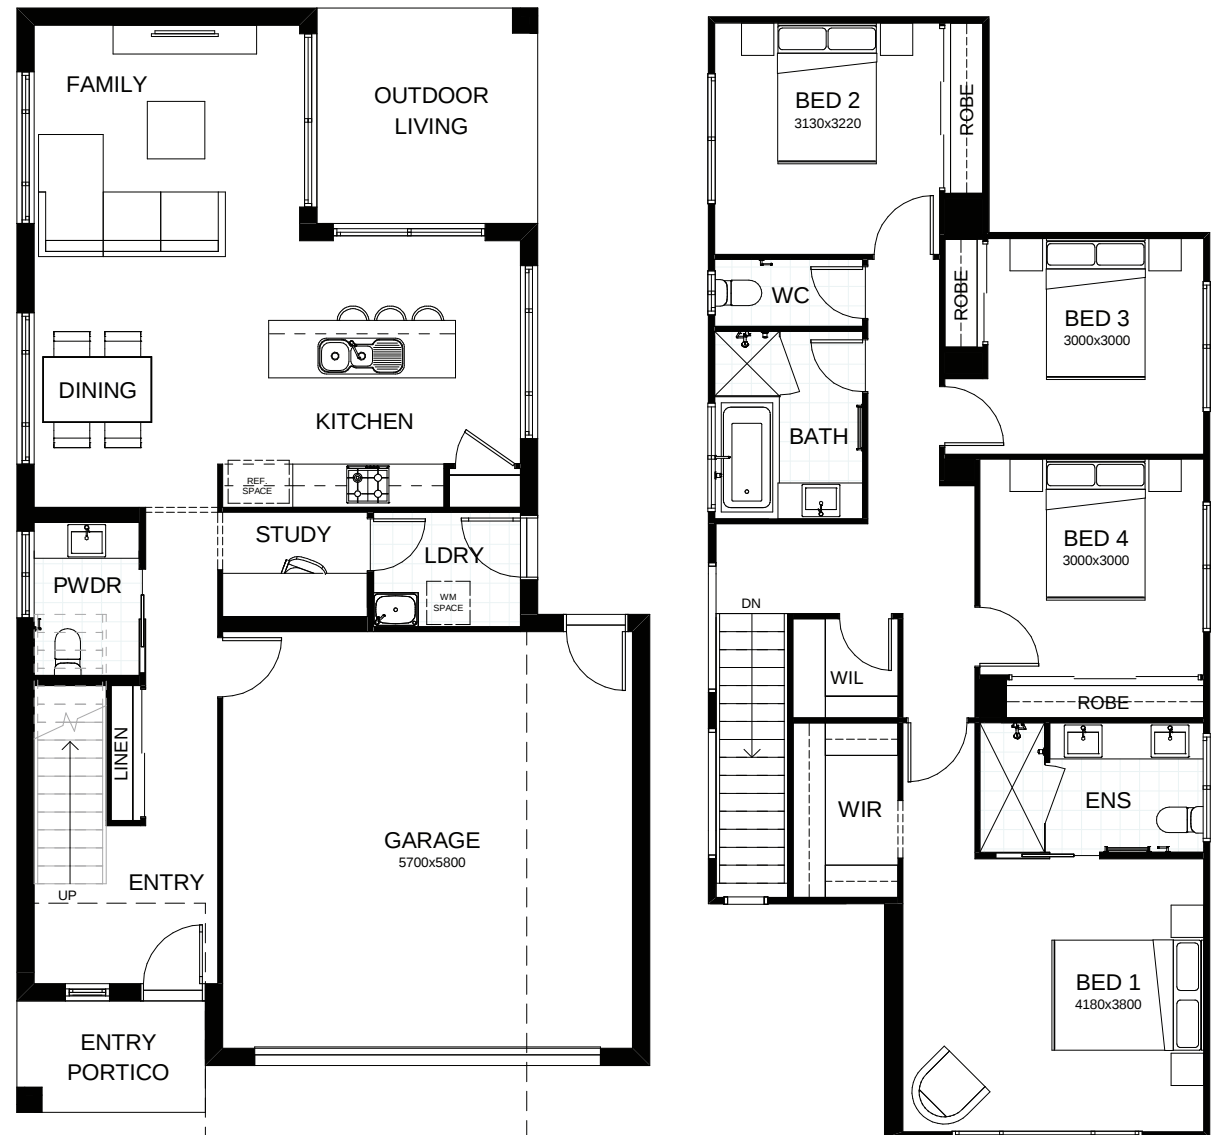 FAMILY
OUTDOOR
LIVING
DINING
KITCHEN
REF.
SPACE
STUDY
LDRY
WM
SPACE
PWDR
LINEN
UP
ENTRY
GARAGE
5700x5800
ENTRY
PORTICO
BED 2
3130x3220
ROBE
WC
ROBE
BED 3
3000x3000
BATH
BED 4
3000x3000
DN
WIL
ROBE
WIR
ENS
BED 1
4180x3800